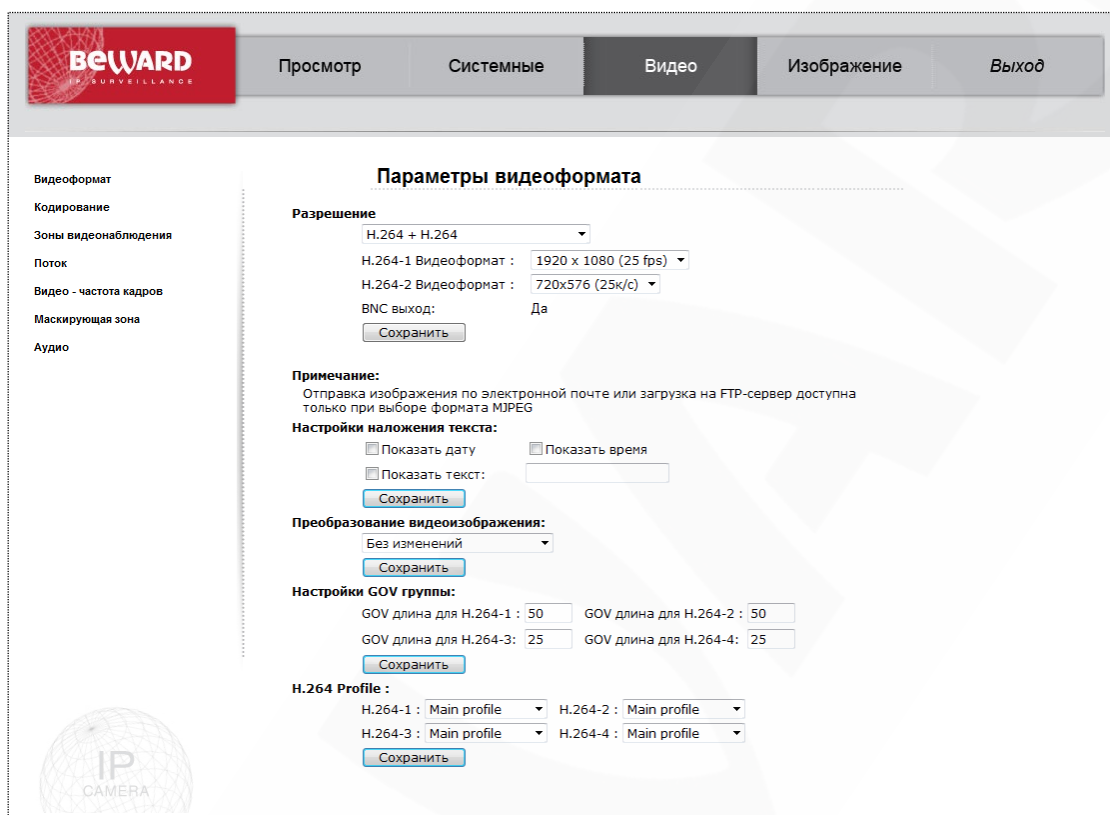 BEWARD
IP SURVEILLANCE
Просмотр
Системные
Видео
Изображение
Выход
Видеоформат
Кодирование
Зоны видеонаблюдения
Поток
Видео - частота кадров
Маскирующая зона
Аудио
Параметры видеоформата
Разрешение
H.264 + H.264
H.264-1 Видеоформат : 1920 x 1080 (25 fps)
H.264-2 Видеоформат : 720x576 (25к/с)
BNC выход: Да
Сохранить
Примечание:
Отправка изображения по электронной почте или загрузка на FTP-сервер доступна
только при выборе формата MJPEG
Настройки наложения текста:
Показать дату Показать время
Показать текст:
Сохранить
Преобразование видеоизображения:
Без изменений
Сохранить
Настройки GOV группы:
GOV длина для H.264-1 : 50 GOV длина для H.264-2 : 50
GOV длина для H.264-3: 25 GOV длина для H.264-4: 25
Сохранить
H.264 Profile :
H.264-1 : Main profile H.264-2 : Main profile
H.264-3 : Main profile H.264-4 : Main profile
Сохранить
IP
CAMERA